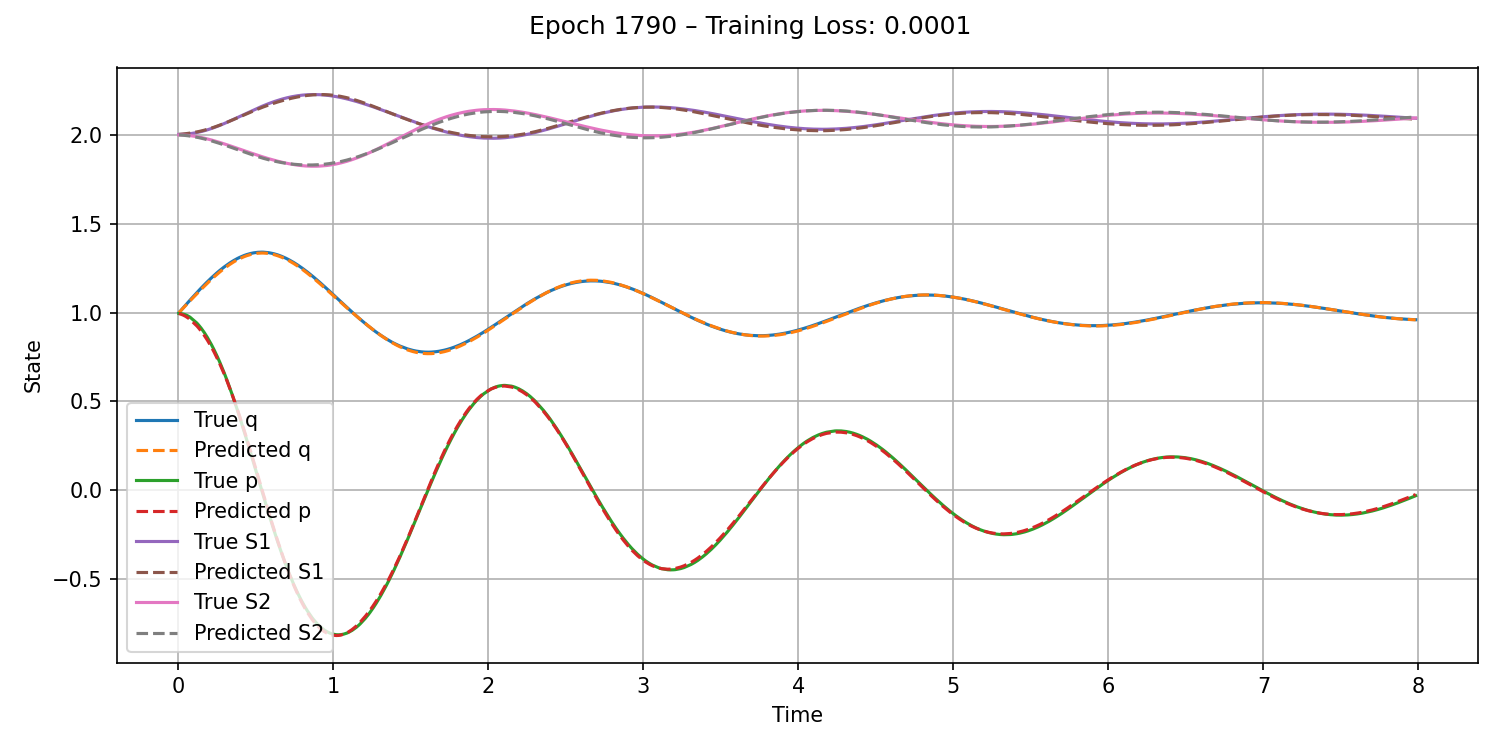 Epoch 1790 – Training Loss: 0.0001
2.0
1.5
1.0
0.5
0.0
−0.5
State
True q
Predicted q
True p
Predicted p
True S1
Predicted S1
True S2
Predicted S2
0 1 2 3 4 5 6 7 8
Time